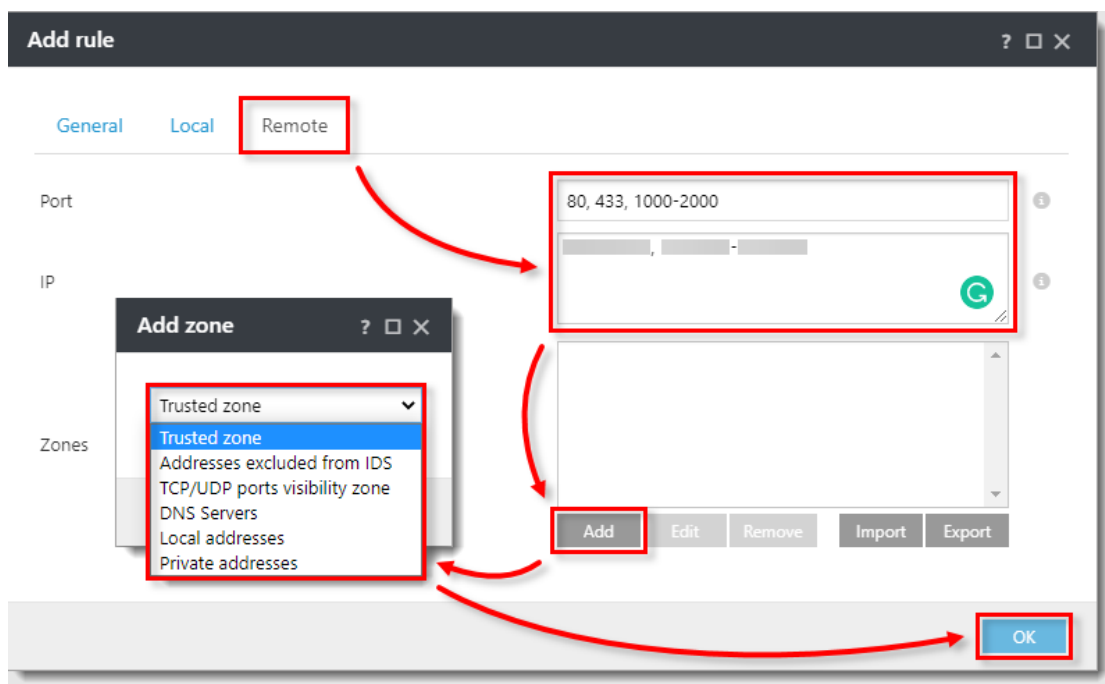 Add rule
General Local Remote
Port
80, 433, 1000-2000
IP
, -
Add zone
Trusted zone
Zones
Trusted zone
Addresses excluded from IDS
TCP/UDP ports visibility zone
DNS Servers
Local addresses
Private addresses
Add Edit Remove Import Export
OK